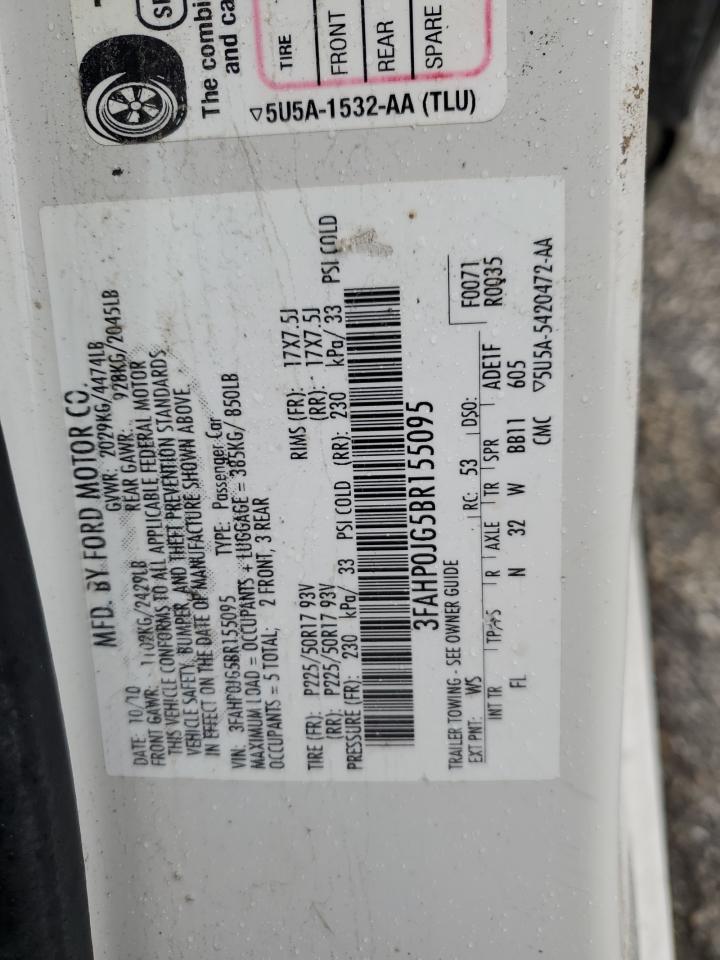 The combi
and ca
TIRE
FRONT
REAR
SPARE
▽5U5A-1532-AA (TLU)
MFD. BY FORD MOTOR CO.
DATE: 10/10 GVWR: 2029KG/4474LB
FRONT GAWR: 1102KG/2429LB REAR GAWR: 928KG/2045LB
THIS VEHICLE CONFORMS TO ALL APPLICABLE FEDERAL MOTOR
VEHICLE SAFETY, BUMPER, AND THEFT PREVENTION STANDARDS
IN EFFECT ON THE DATE OF MANUFACTURE SHOWN ABOVE.
VIN: 3FAHP0JG5BR155095 TYPE: Passenger Car
MAXIMUM LOAD = OCCUPANTS + LUGGAGE = 385KG/ 850LB
OCCUPANTS = 5 TOTAL; 2 FRONT, 3 REAR
TIRE (FR): P225/50R17 93V RIMS (FR): 17X7.5J
(RR): P225/50R17 93V (RR): 17X7.5J
PRESSURE (FR): 230 kPa/ 33 PSI COLD (RR): 230 kPa/ 33 PSI COLD
3FAHP0JG5BR155095
TRAILER TOWING - SEE OWNER GUIDE F0071
EXT PNT: WS RC: 53 DSO: R0035
INT TR TP/PS R AXLE TR SPR ADE1F
FL N 32 W BB11 605
CMC ▽5U5A-5420472-AA